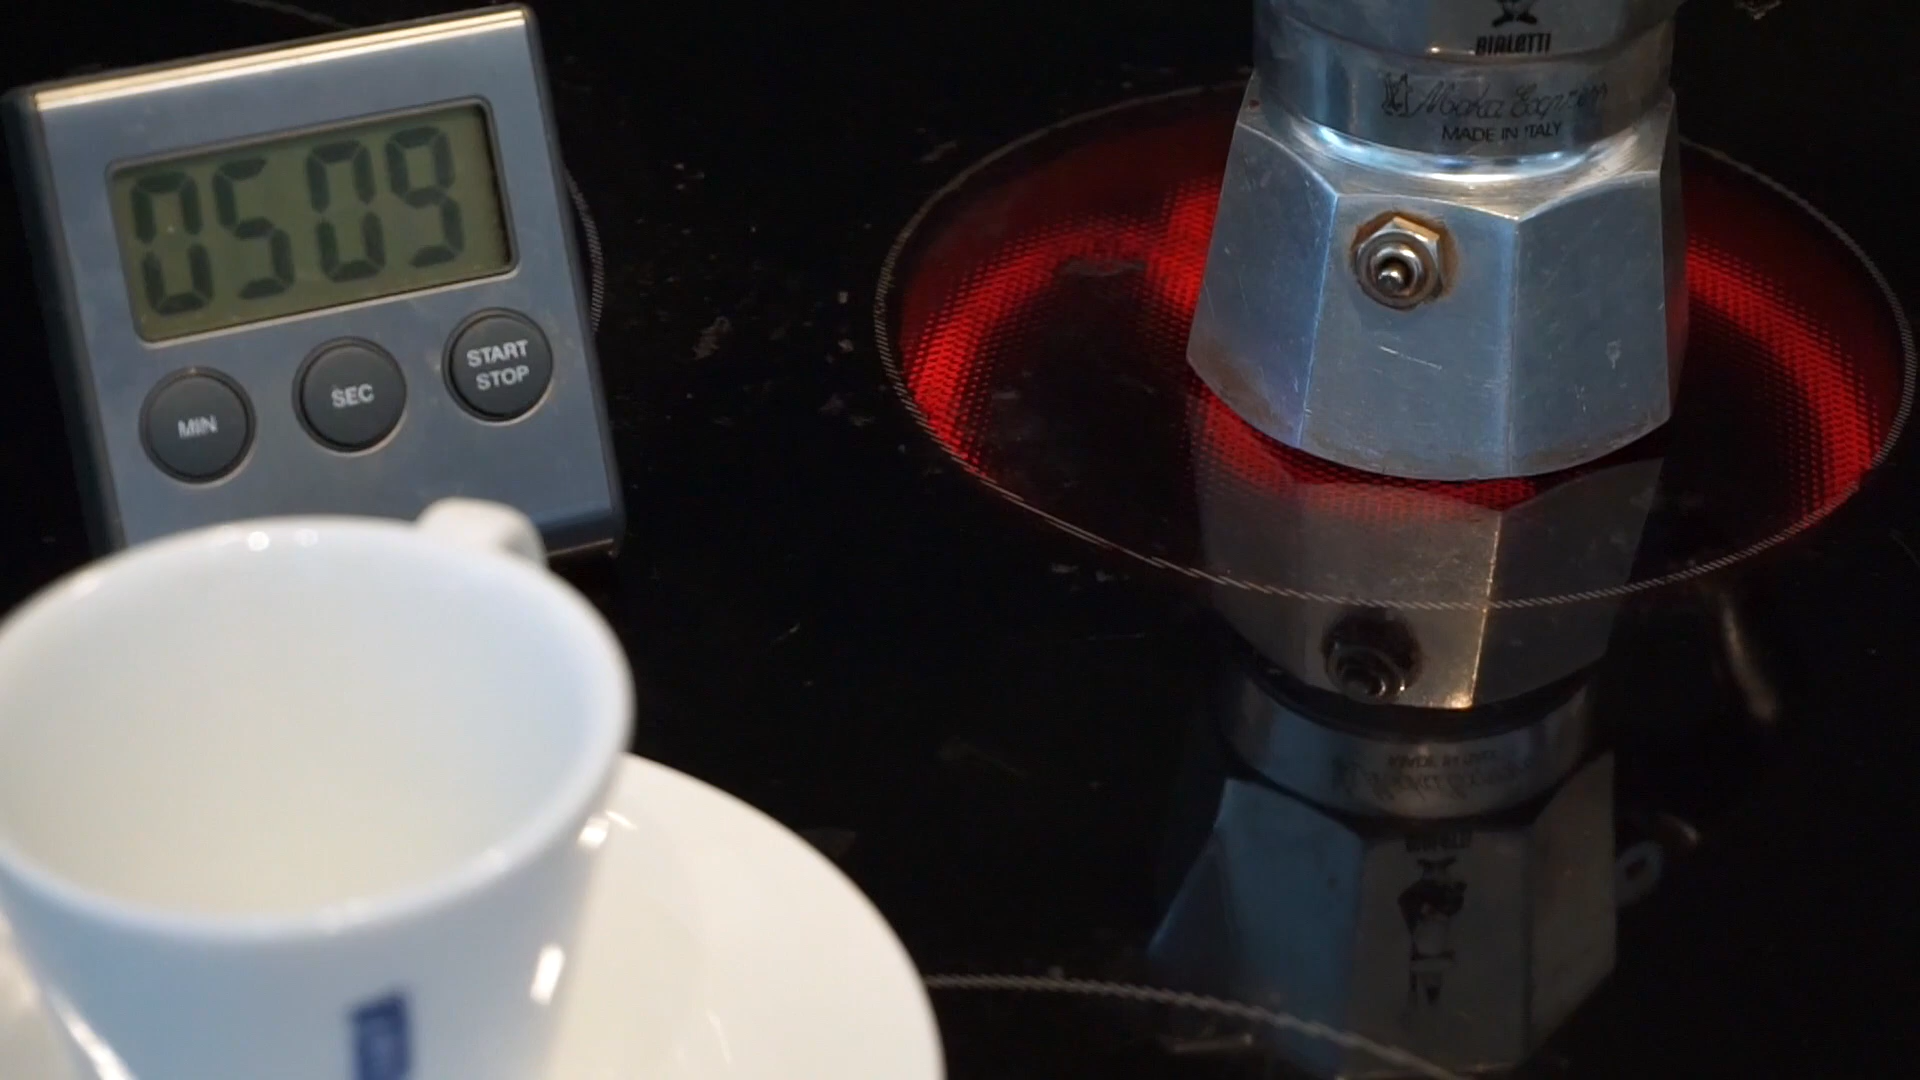 0509
MIN
SEC
START
STOP
BIALETTI
Moka Express
MADE IN ITALY